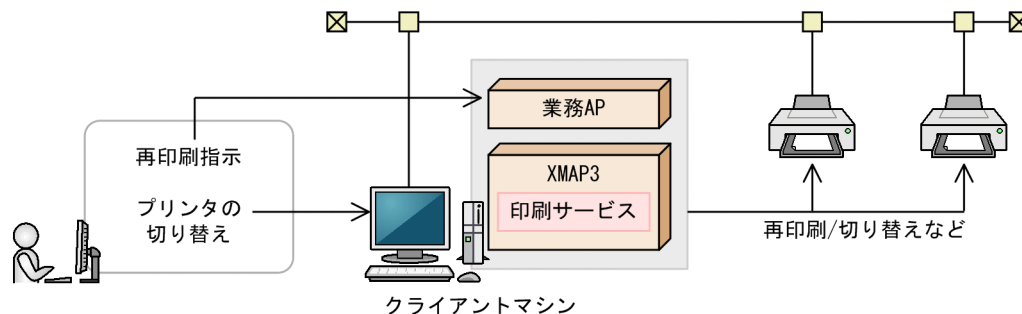 業務AP
再印刷指示
XMAP3
プリンタの
切り替え
印刷サービス
再印刷/切り替えなど
クライアントマシン